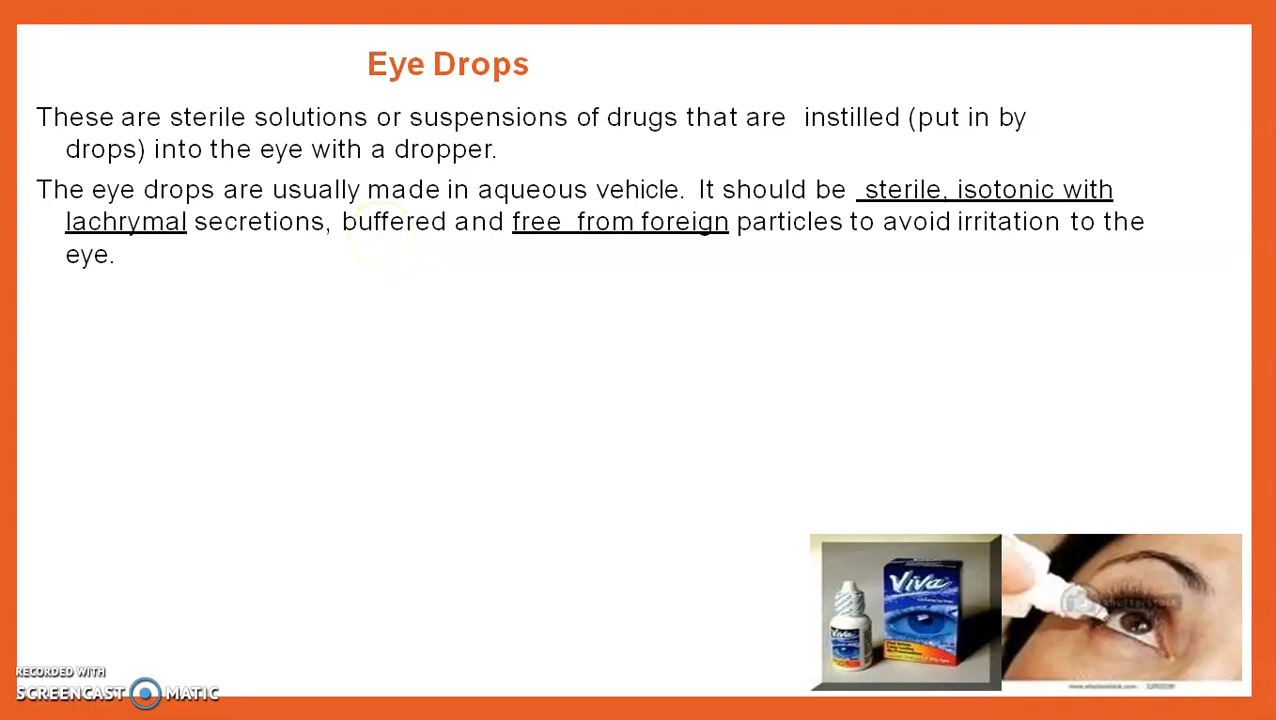 Eye Drops
These are sterile solutions or suspensions of drugs that are instilled (put in by
drops) into the eye with a dropper.
The eye drops are usually made in aqueous vehicle. It should be sterile, isotonic with
lachrymal secretions, buffered and free from foreign particles to avoid irritation to the
eye.
Viva
Viva
RECORDED WITH
SCREENCAST MATIC